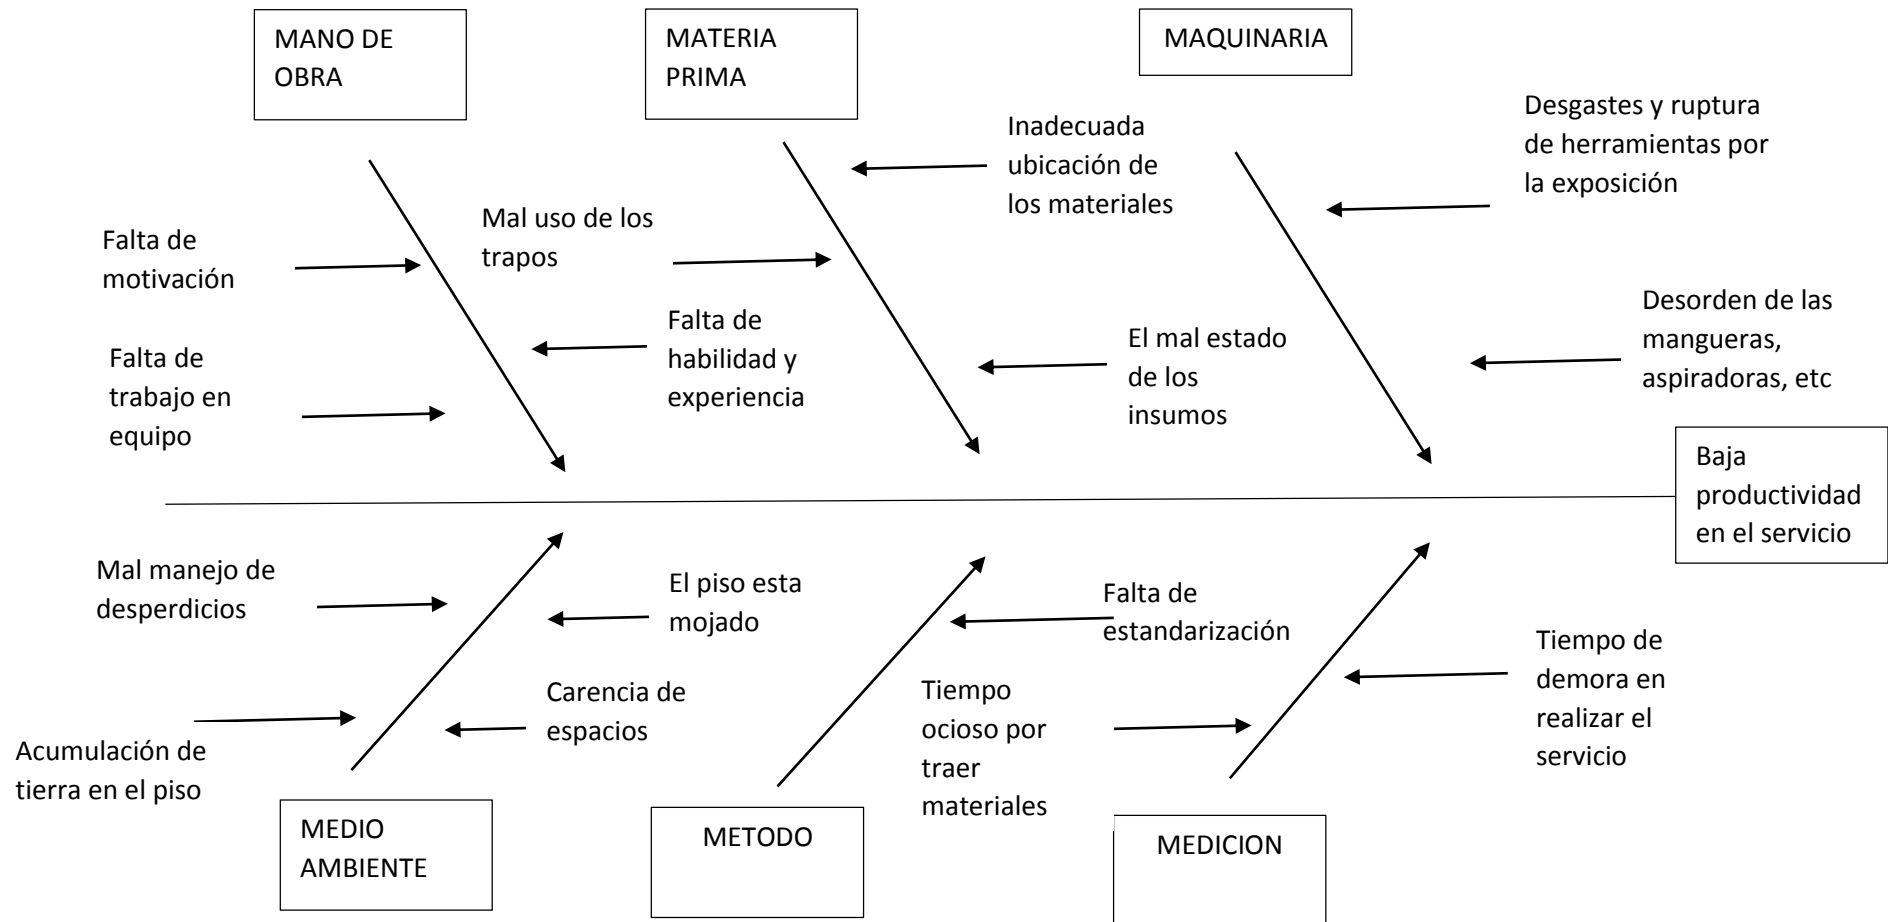 MANO DE
OBRA
MATERIA
PRIMA
MAQUINARIA
Desgastes y ruptura
de herramientas por
la exposición
Inadecuada
ubicación de
los materiales
Mal uso de los
trapos
Falta de
motivación
Falta de
habilidad y
experiencia
El mal estado
de los
insumos
Desorden de las
mangueras,
aspiradoras, etc
Falta de
trabajo en
equipo
Baja
productividad
en el servicio
Mal manejo de
desperdicios
El piso esta
mojado
Falta de
estandarización
Tiempo de
demora en
realizar el
servicio
Carencia de
espacios
Tiempo
ocioso por
traer
materiales
Acumulación de
tierra en el piso
MEDIO
AMBIENTE
METODO
MEDICION